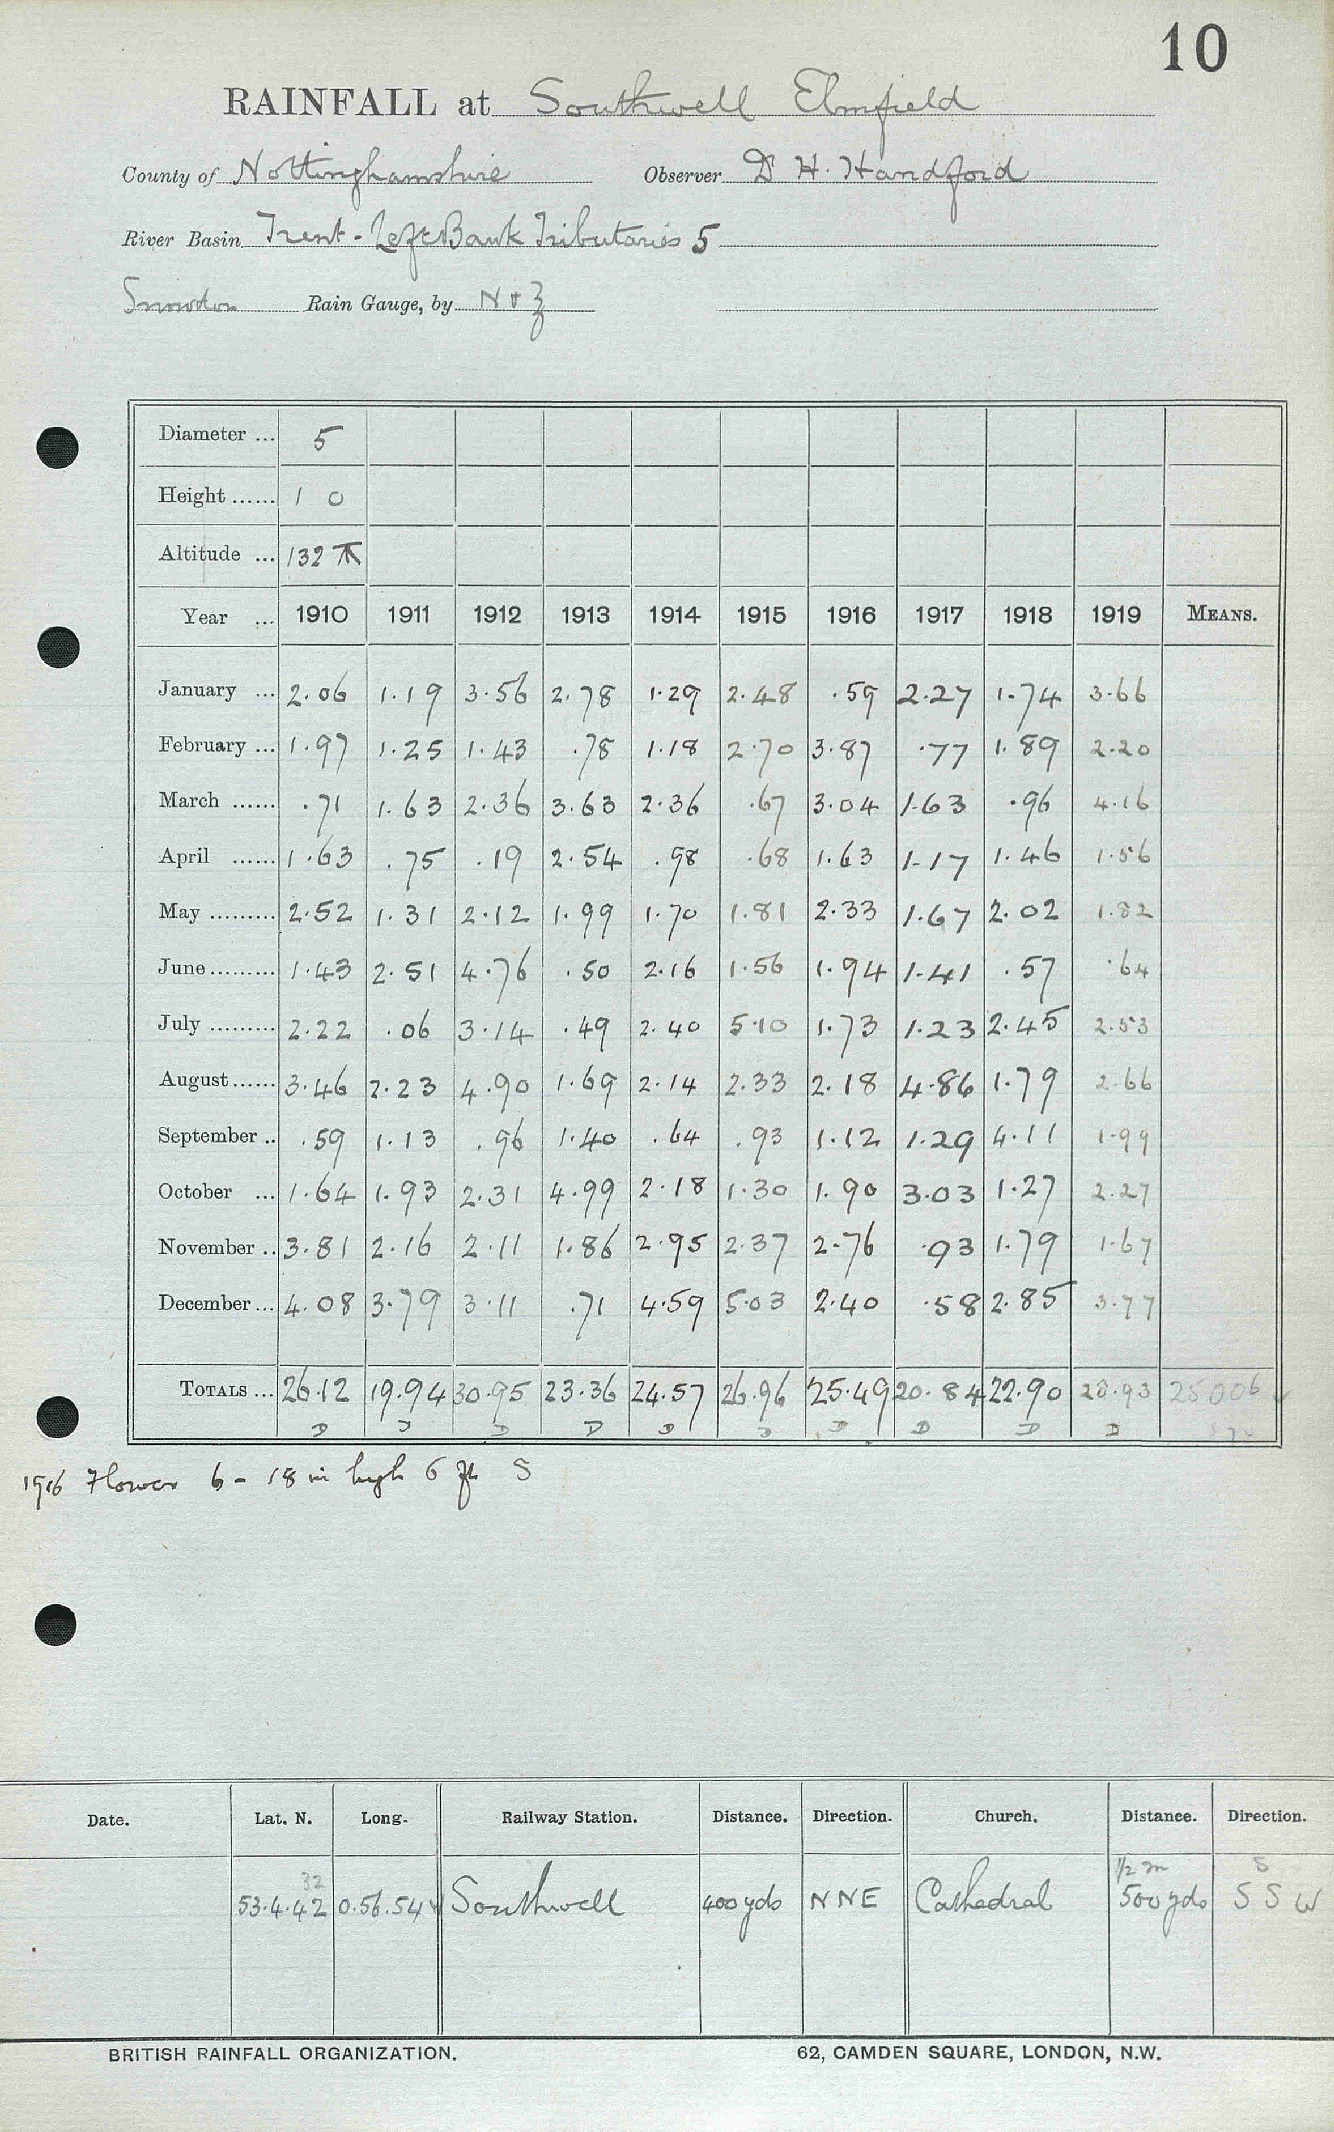 10
RAINFALL at Southwell Elmfield
County of Nottinghamshire Observer Dr H. Handford
River Basin Trent - Left Bank Tributaries 5
Snowdon Rain Gauge, by N & Z
Diameter ... 5
Height ...... 1 0
Altitude ... 132
Year ... 1910 1911 1912 1913 1914 1915 1916 1917 1918 1919 MEANS.
January ... 2.06 1.19 3.56 2.78 1.29 2.48 .59 2.27 1.74 3.66
February ... 1.97 1.25 1.43 .78 1.18 2.70 3.87 .77 1.89 2.20
March ...... .71 1.63 2.36 3.63 2.36 .67 3.04 1.63 .96 4.16
April ...... 1.63 .75 .19 2.54 .98 .68 1.63 1.17 1.46 1.56
May ......... 2.52 1.31 2.12 1.99 1.70 1.81 2.33 1.67 2.02 1.82
June ......... 1.43 2.51 4.76 .50 2.16 1.56 1.94 1.41 .57 .64
July ......... 2.22 .06 3.14 .49 2.40 5.10 1.73 1.23 2.45 2.53
August ...... 3.46 2.23 4.90 1.69 2.14 2.33 2.18 4.86 1.79 2.66
September .. .59 1.13 .96 1.40 .64 .93 1.12 1.29 4.11 1.99
October ... 1.64 1.93 2.31 4.99 2.18 1.30 1.90 3.03 1.27 2.27
November .. 3.81 2.16 2.11 1.86 2.95 2.37 2.76 .93 1.79 1.67
December ... 4.08 3.79 3.11 .71 4.59 5.03 2.40 .58 2.85 3.77
TOTALS ... 26.12 19.94 30.95 23.36 24.57 26.96 25.49 20.84 22.90 28.93 25.006
D D D D D D D D D D
1916 Flower 6 - 18 in high 6 ft S
Date. Lat. N. Long. Railway Station. Distance. Direction. Church. Distance. Direction.
32 1/2 m S
53.4.42 0.56.54 W Southwell 400 yds NNE Cathedral 500 yds S S W
BRITISH RAINFALL ORGANIZATION. 62, CAMDEN SQUARE, LONDON, N.W.